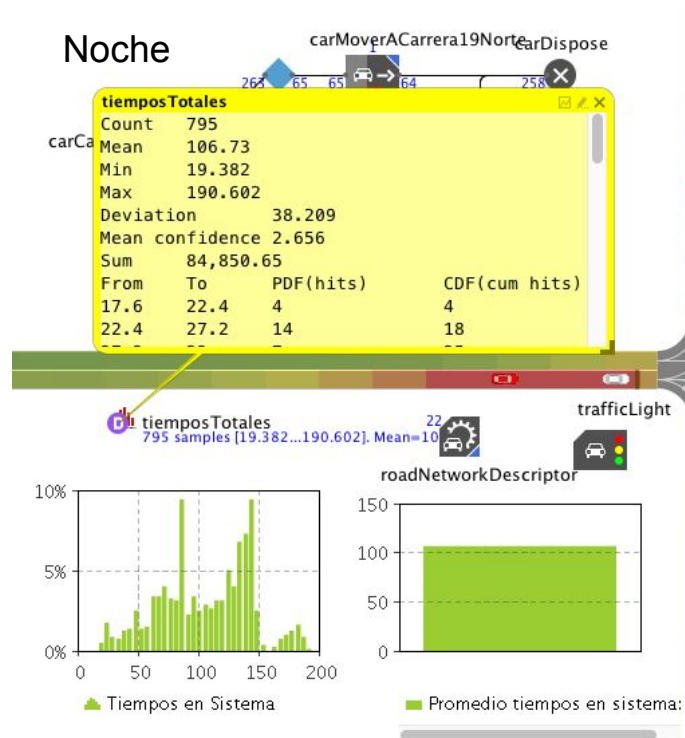 Noche
carMoverACarrera19Norte
carDispose
1
263 65 65 64 258
carCa
tiemposTotales
Count 795
Mean 106.73
Min 19.382
Max 190.602
Deviation 38.209
Mean confidence 2.656
Sum 84,850.65
From To PDF(hits) CDF(cum hits)
17.6 22.4 4 4
22.4 27.2 14 18
tiemposTotales
795 samples [19.382...190.602]. Mean=10
22
trafficLight
roadNetworkDescriptor
10%
5%
0%
0 50 100 150 200
Tiempos en Sistema
150
100
50
0
Promedio tiempos en sistema: